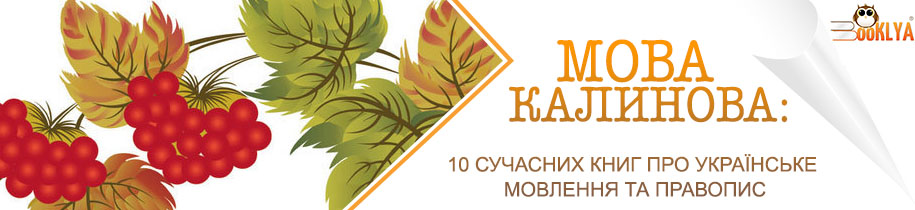 BooKLYA®
МОВА
КАЛИНОВА:
10 СУЧАСНИХ КНИГ ПРО УКРАЇНСЬКЕ
МОВЛЕННЯ ТА ПРАВОПИС